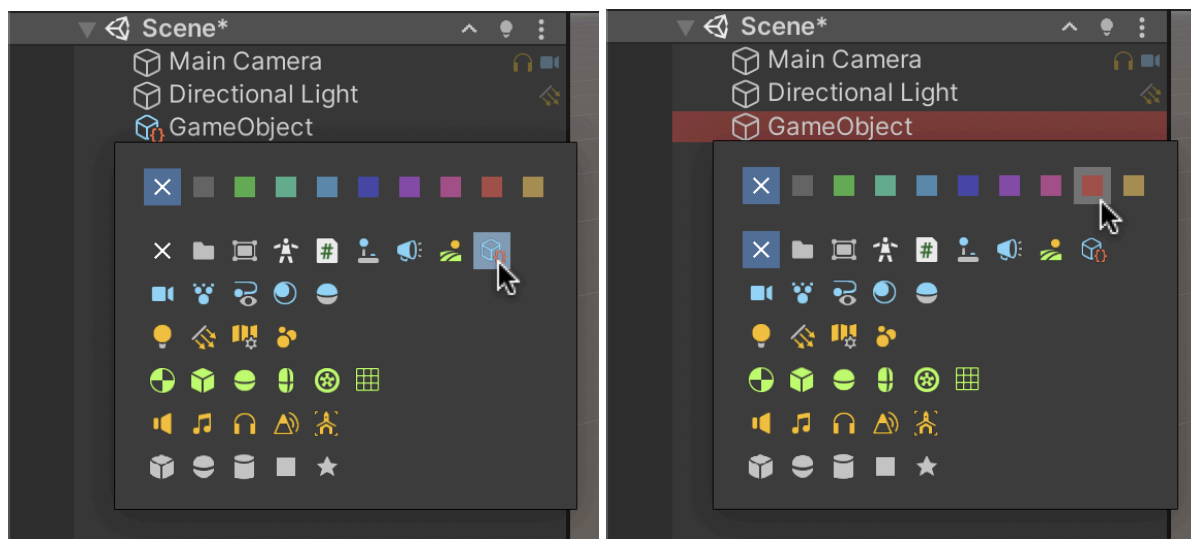 Scene*
Main Camera
Directional Light
GameObject
Scene*
Main Camera
Directional Light
GameObject